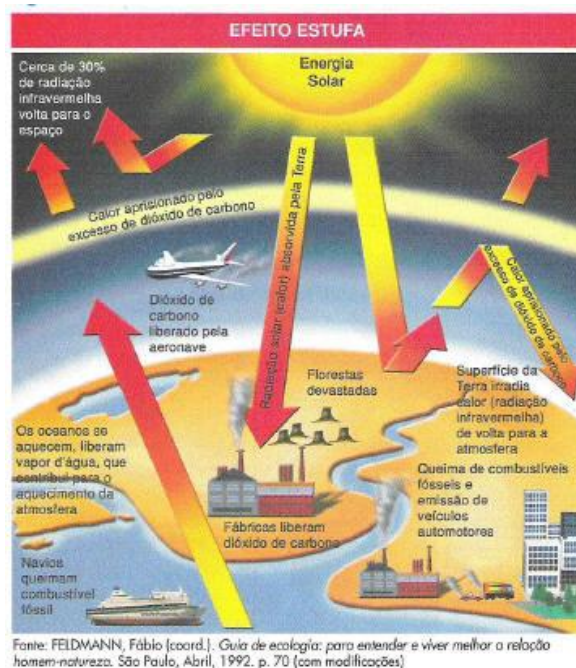 EFEITO ESTUFA
Cerca de 30%
de radiação
infravermelha
volta para o
espaço
Energia
Solar
Calor aprisionado pelo
excesso de dióxido de carbono
Radiação solar (calor) absorvida pela Terra
Calor aprisionado pelo
excesso de dióxido de carbono
Dióxido de
carbono
liberado pela
aeronave
Florestas
devastadas
Superfície da
Terra irradia
calor (radiação
infravermelha)
de volta para a
atmosfera
Os oceanos se
aquecem, liberam
vapor d'água, que
contribui para o
aquecimento da
atmosfera
Fábricas liberam
dióxido de carbono
Queima de combustíveis
fósseis e
emissão de
veículos
automotores
Navios
queimam
combustível
fóssil
Fonte: FELDMANN, Fábio (coord.). Guia de ecologia: para entender e viver melhor a relação
homem-natureza. São Paulo, Abril, 1992. p. 70 (com modificações)